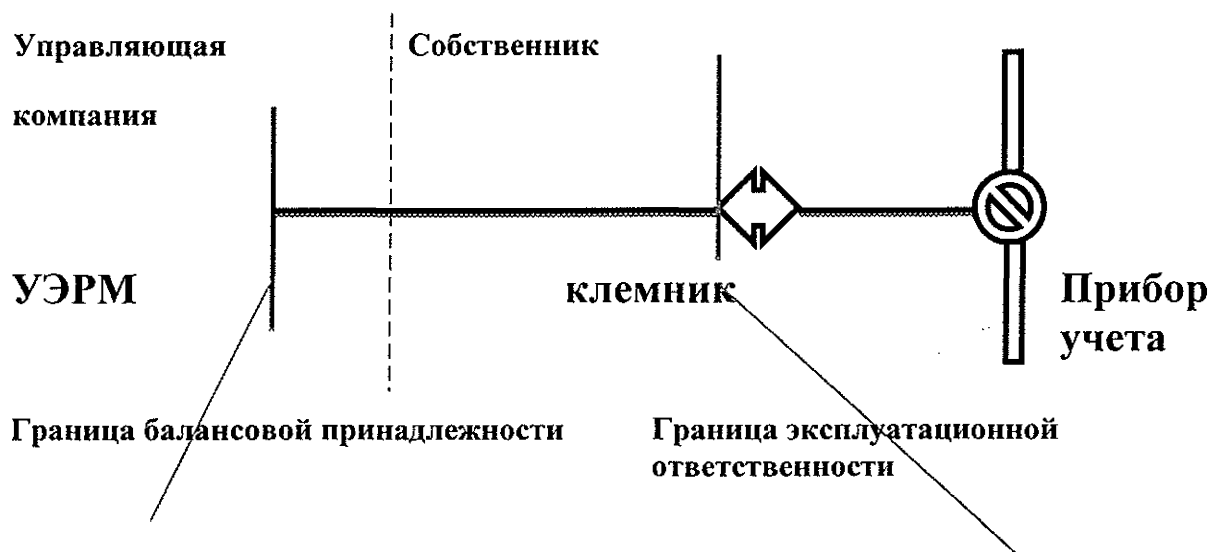 Управляющая
компания
Собственник
УЭРМ
клемник
Прибор
учета
Граница балансовой принадлежности
Граница эксплуатационной
ответственности